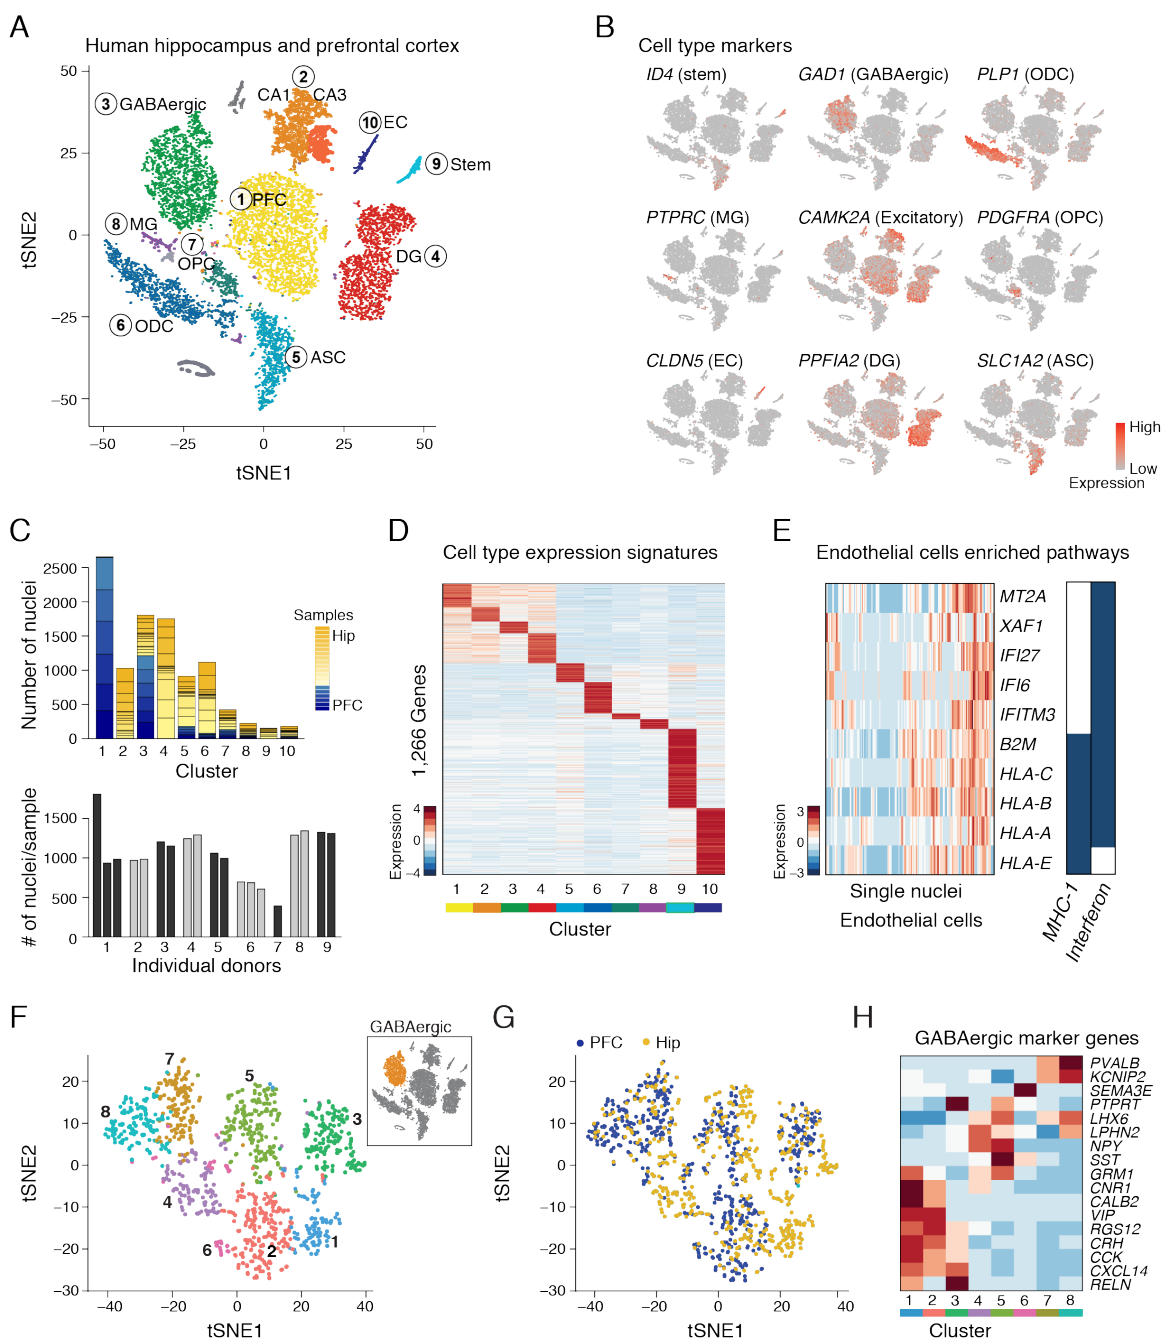 A
Human hippocampus and prefrontal cortex
50
25
0
−25
−50
tSNE2
−50
−25
0
25
50
tSNE1
2
CA1
CA3
3 GABAergic
10 EC
9 Stem
1 PFC
8 MG
7
OPC
DG 4
6 ODC
5 ASC
B
Cell type markers
ID4 (stem)
GAD1 (GABAergic)
PLP1 (ODC)
PTPRC (MG)
CAMK2A (Excitatory)
PDGFRA (OPC)
CLDN5 (EC)
PPFIA2 (DG)
SLC1A2 (ASC)
High
Low
Expression
C
Number of nuclei
2500
2000
1500
1000
500
0
1 2 3 4 5 6 7 8 9 10
Cluster
Samples
Hip
PFC
# of nuclei/sample
1500
1000
500
0
1 2 3 4 5 6 7 8 9
Individual donors
D
Cell type expression signatures
1,266 Genes
Expression
4
0
−4
1 2 3 4 5 6 7 8 9 10
Cluster
E
Endothelial cells enriched pathways
MT2A
XAF1
IFI27
IFI6
IFITM3
B2M
HLA-C
HLA-B
HLA-A
HLA-E
Expression
3
0
−3
Single nuclei
Endothelial cells
MHC-1
Interferon
F
GABAergic
20
10
0
−10
−20
−30
tSNE2
−40
−20
0
20
40
tSNE1
7
5
8
3
4
6
2
1
G
PFC
Hip
20
10
0
−10
−20
−30
tSNE2
−40
−20
0
20
40
tSNE1
H
GABAergic marker genes
PVALB
KCNIP2
SEMA3E
PTPRT
LHX6
LPHN2
NPY
SST
GRM1
CNR1
CALB2
VIP
RGS12
CRH
CCK
CXCL14
RELN
1 2 3 4 5 6 7 8
Cluster